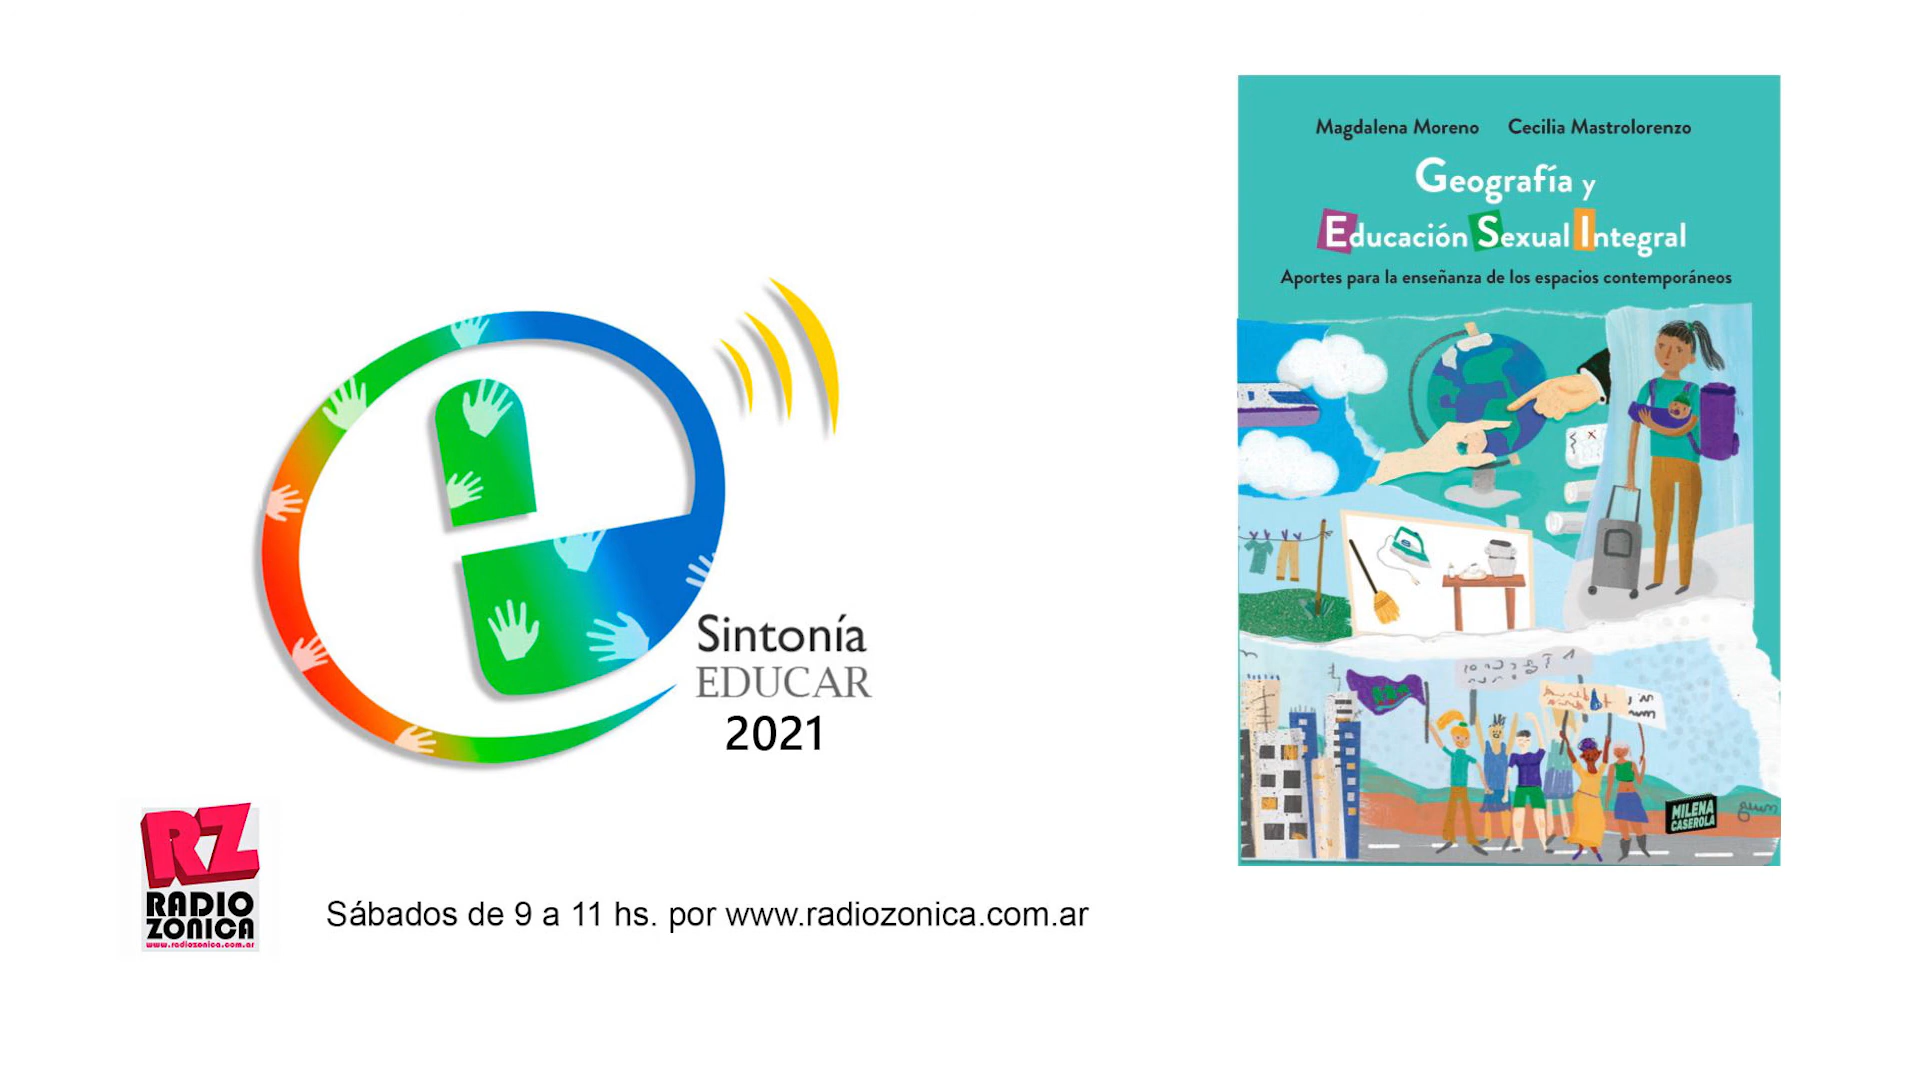 Sintonía
EDUCAR
2021
RZ
RADIO
ZONICA
www.radiozonica.com.ar
Sábados de 9 a 11 hs. por www.radiozonica.com.ar
Magdalena Moreno Cecilia Mastrolorenzo
Geografía y
Educación Sexual Integral
Aportes para la enseñanza de los espacios contemporáneos
MILENA
CASEROLA